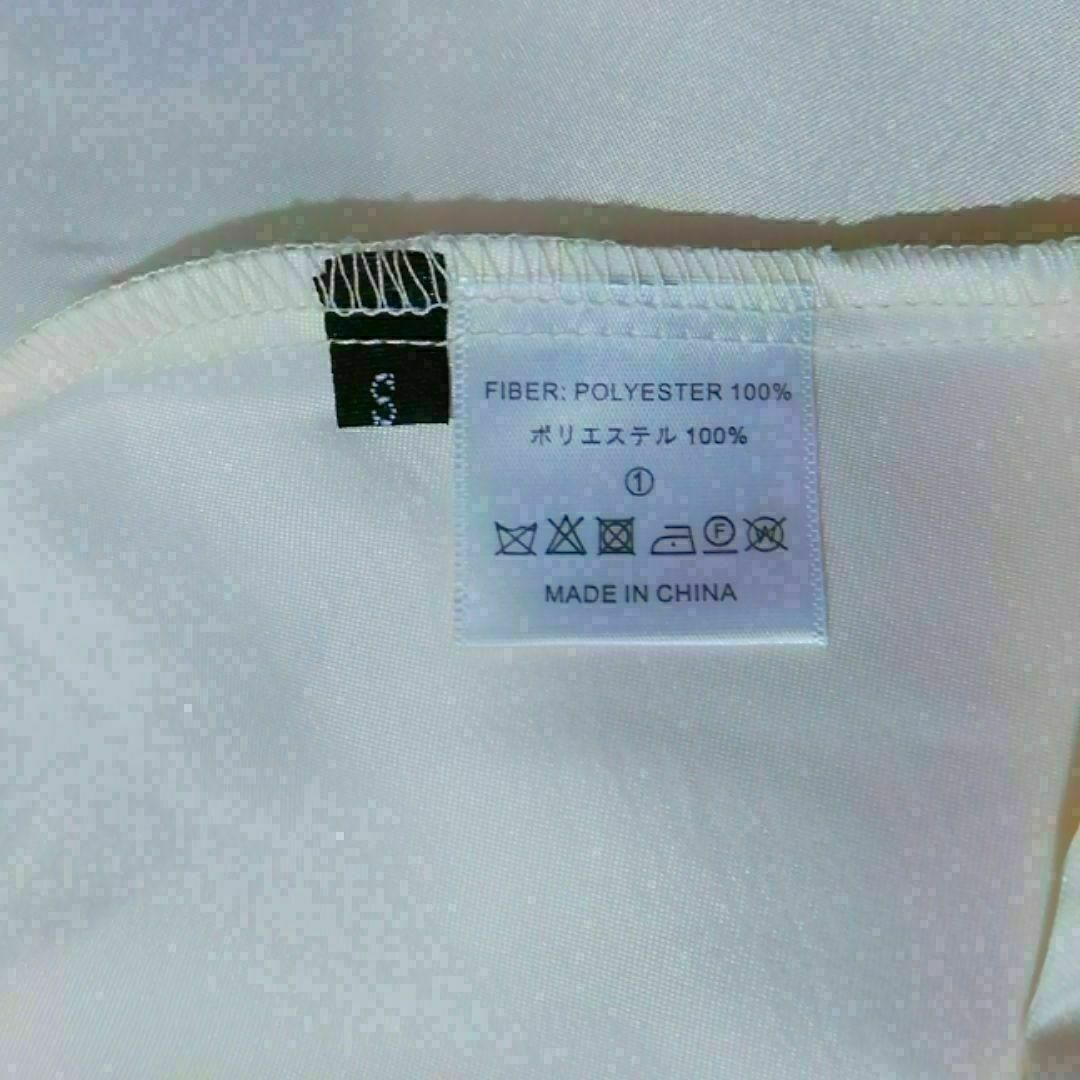 S
FIBER: POLYESTER 100%
ポリエステル 100%
①
F W
MADE IN CHINA